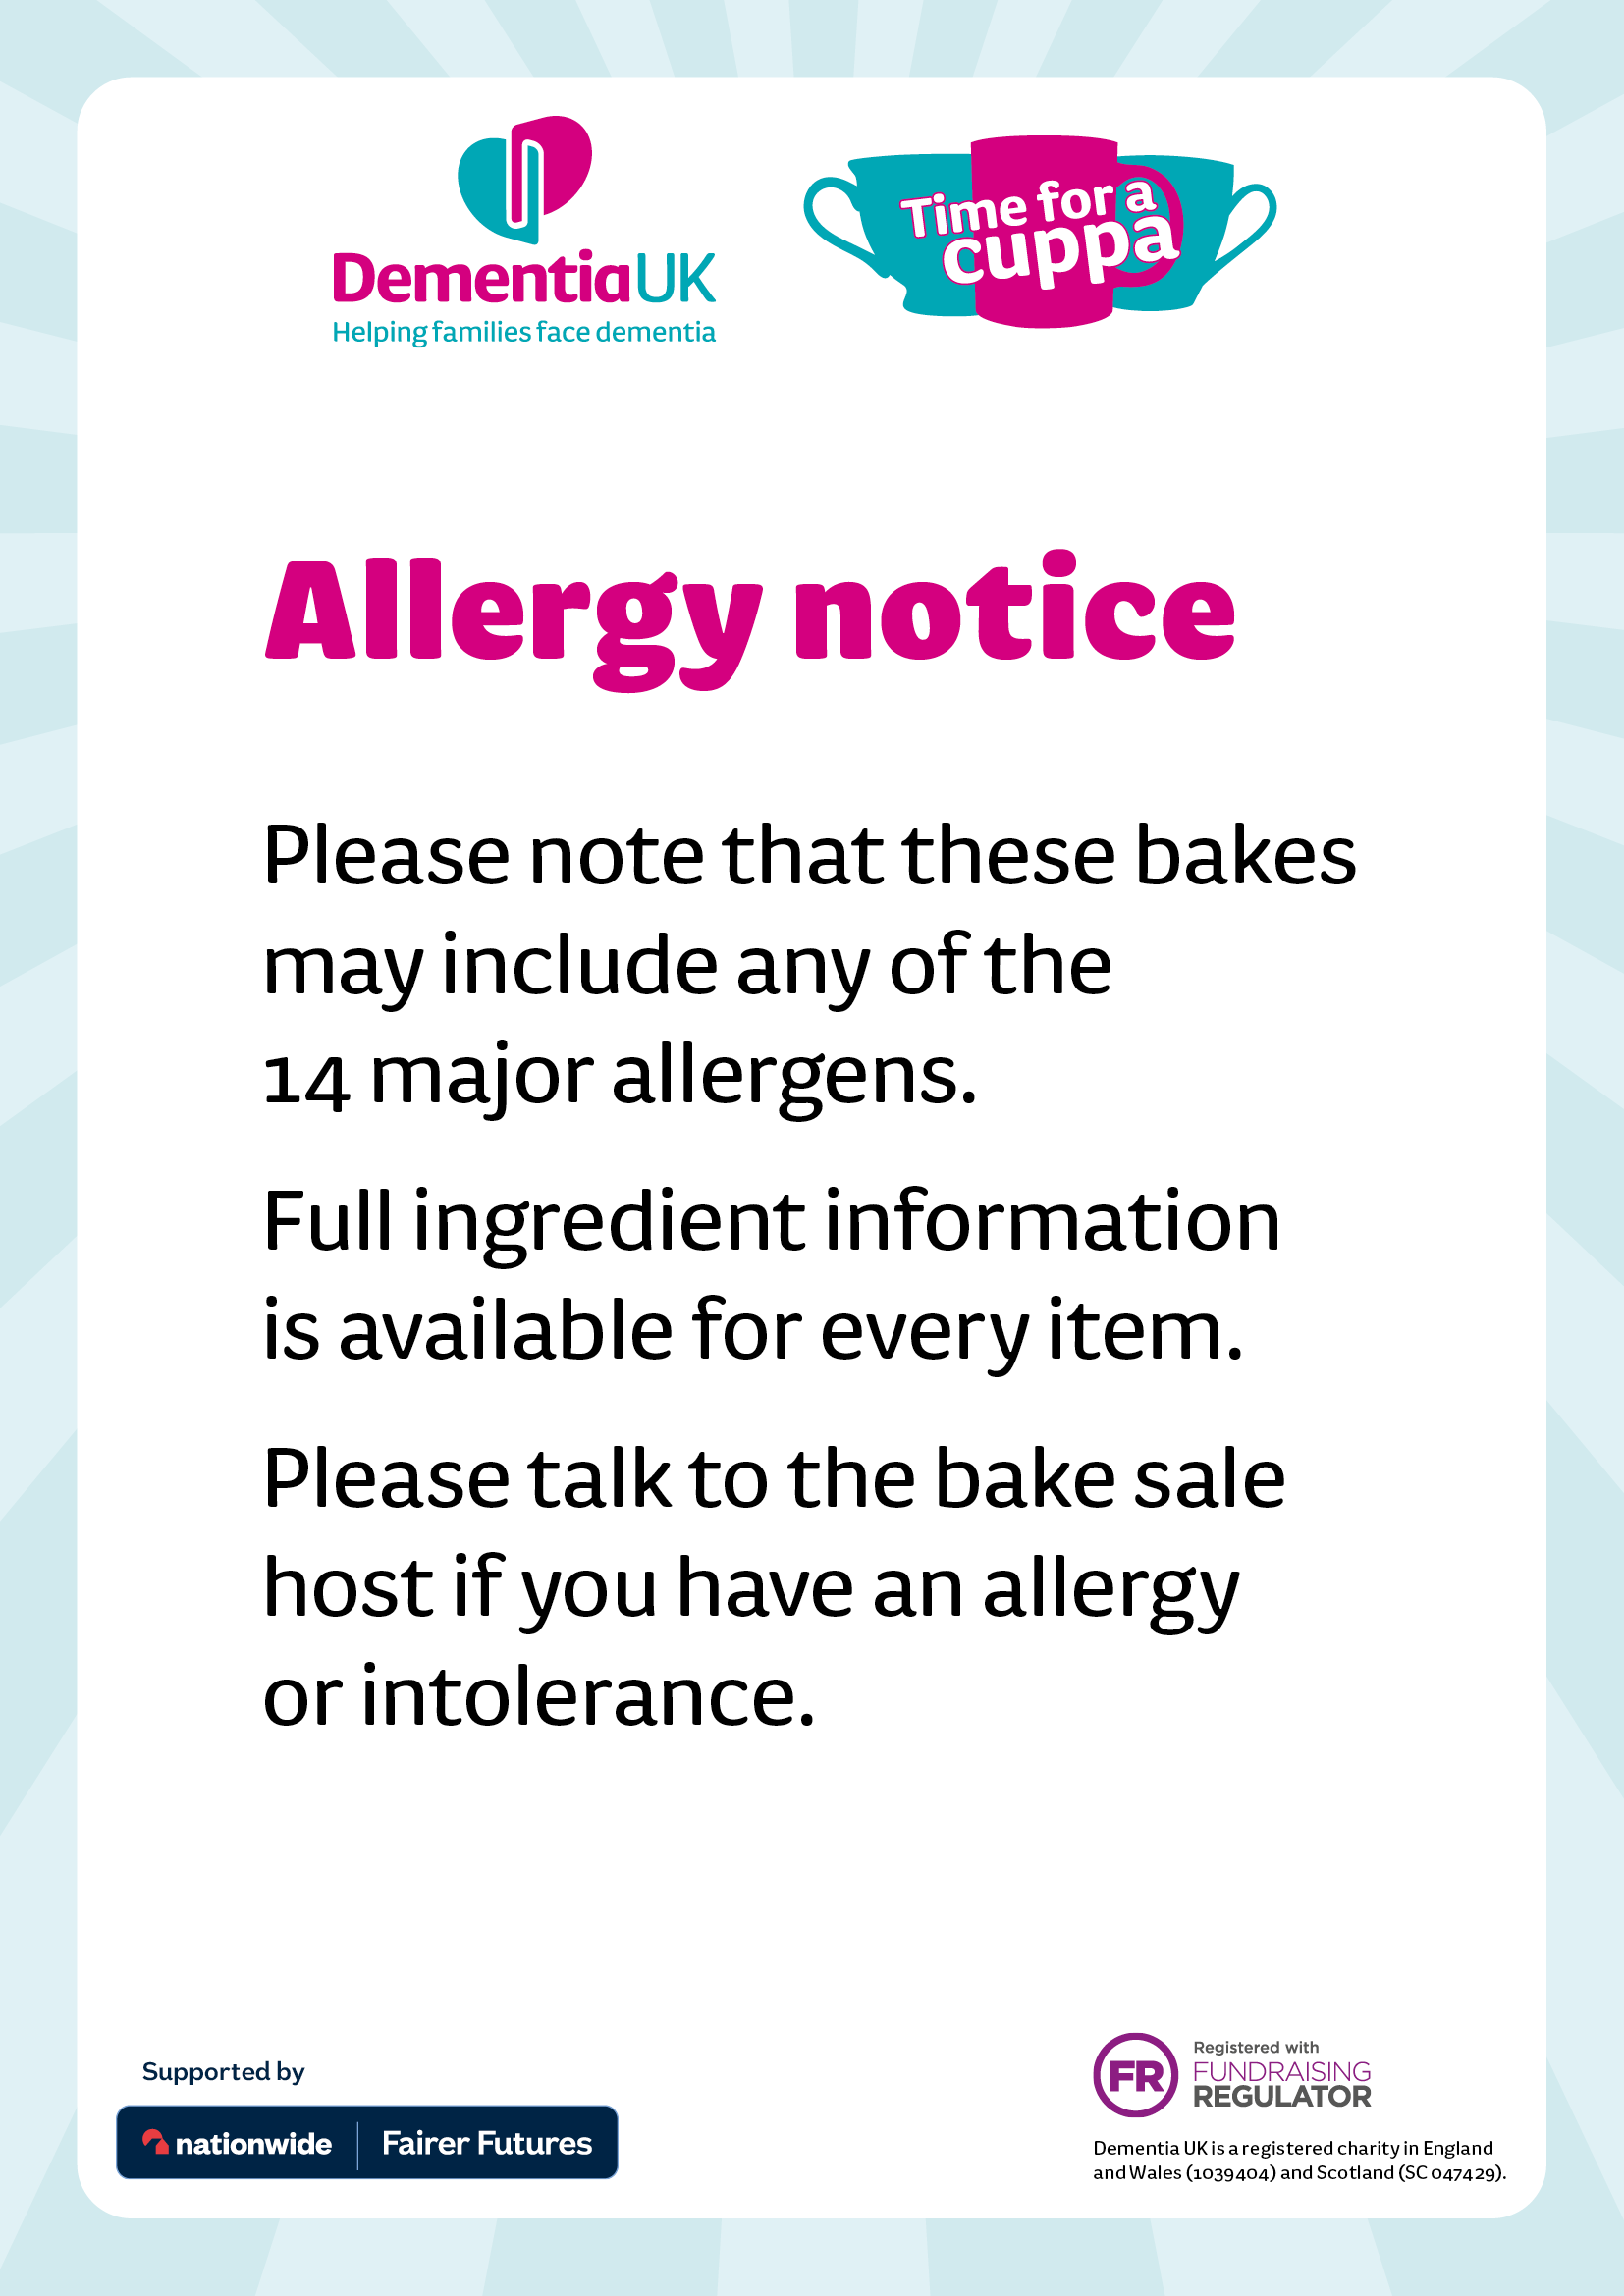 DementiaUK
Helping families face dementia
Time for a
cuppa
Allergy notice
Please note that these bakes
may include any of the
14 major allergens.
Full ingredient information
is available for every item.
Please talk to the bake sale
host if you have an allergy
or intolerance.
Supported by
nationwide
Fairer Futures
FR
Registered with
FUNDRAISING
REGULATOR
Dementia UK is a registered charity in England
and Wales (1039404) and Scotland (SC 047429).